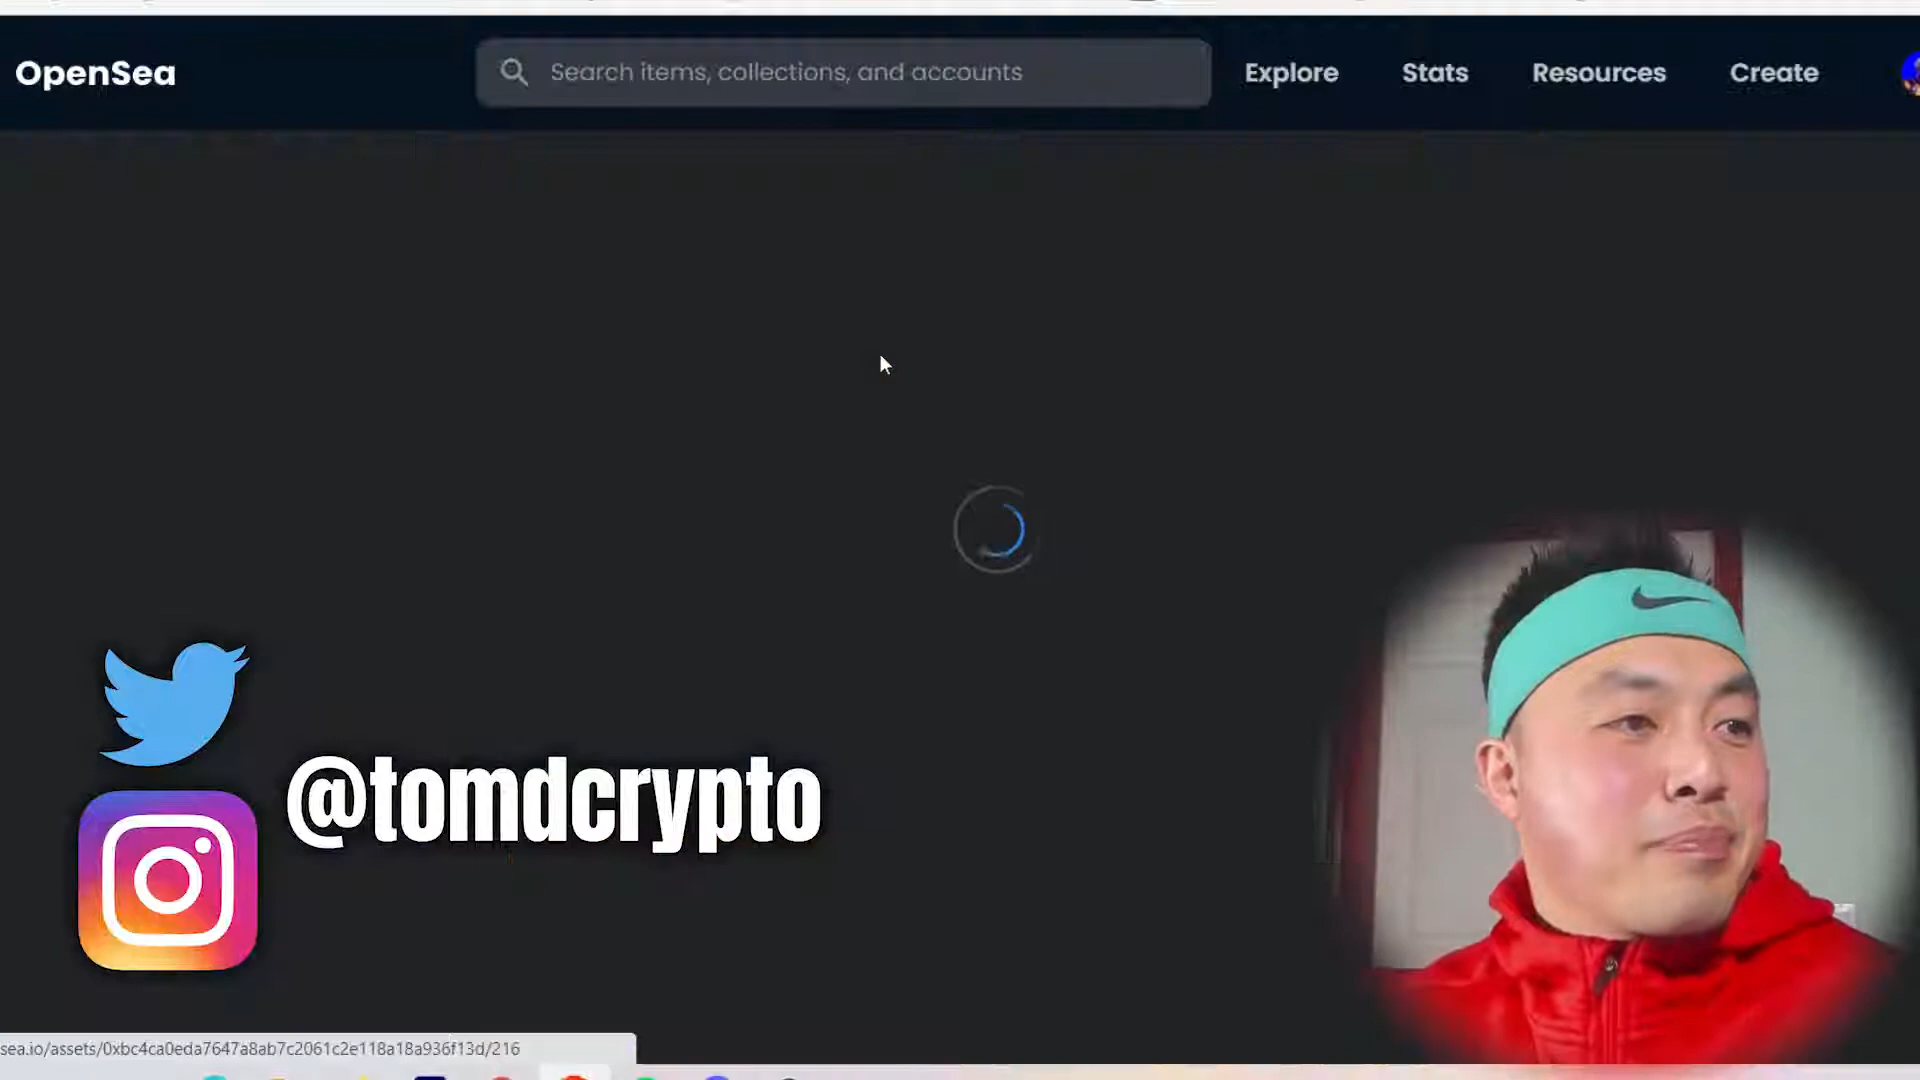 OpenSea
Search items, collections, and accounts
Explore
Stats
Resources
Create
@tomdcrypto
sea.io/assets/0xbc4ca0eda7647a8ab7c2061c2e118a18a936f13d/216